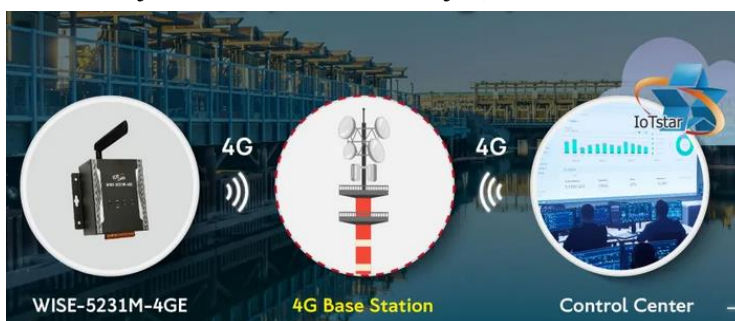 4G
4G
IoTstar
WISE-5231M-4GE
4G Base Station
Control Center